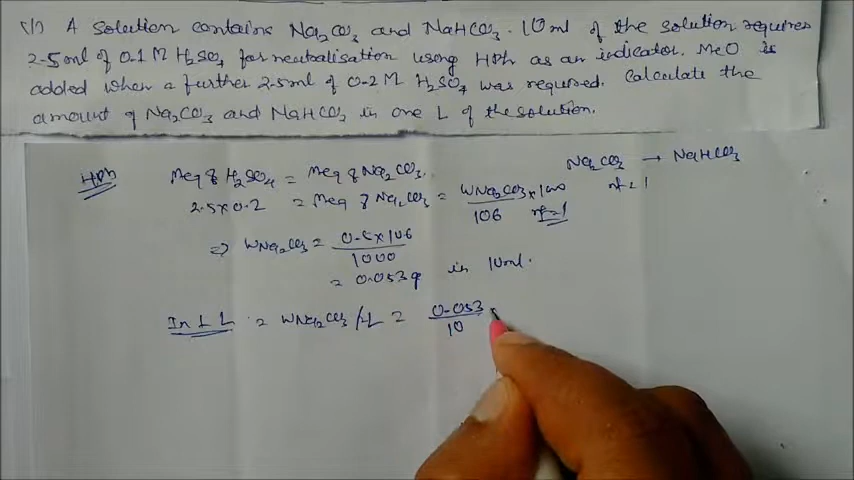 (1) A solution contains Na2CO3 and NaHCO3. 10ml of the solution requires
2.5ml of 0.1 M H2SO4 for neutralisation using HPh as an indicator. MeO is
added when a further 2.5ml of 0.2 M H2SO4 was required. Calculate the
amount of Na2CO3 and NaHCO3 in one L of the solution.
HPh Meq of H2SO4 = Meq of Na2CO3. Na2CO3 → NaHCO3
2.5×0.2 = Meq of Na2CO3 = WNa2CO3 × 1000 nf = 1
106 nf=1
⇒ WNa2CO3 = 0.5×106
1000
= 0.053g in 10ml.
In 1 L = WNa2CO3/L = 0.053
10